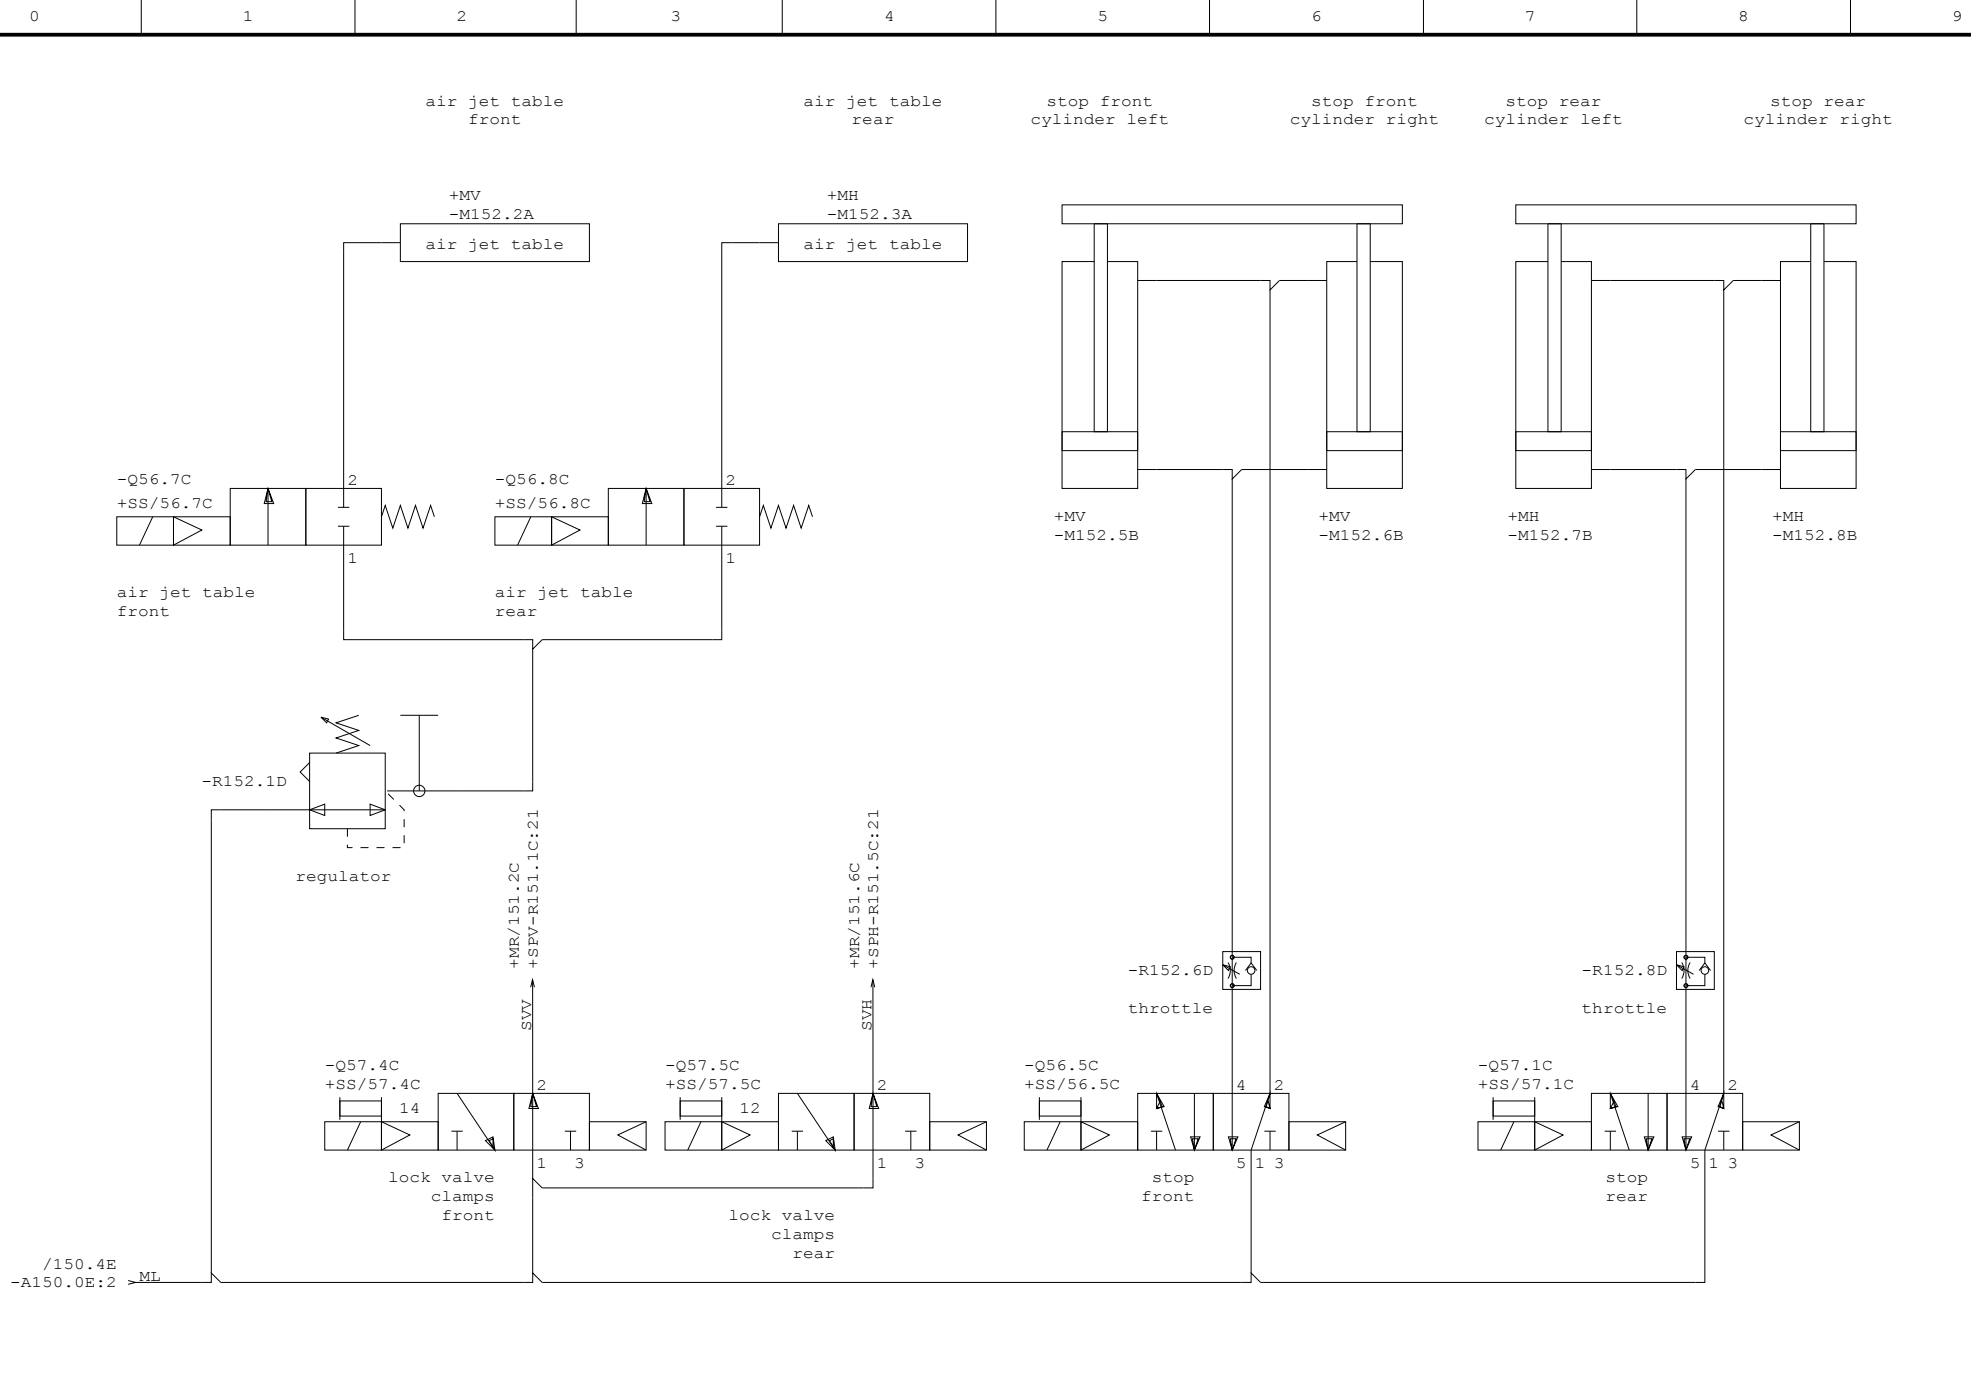 0 1 2 3 4 5 6 7 8 9
air jet table
front
air jet table
rear
stop front
cylinder left
stop front
cylinder right
stop rear
cylinder left
stop rear
cylinder right
+MV
-M152.2A
air jet table
+MH
-M152.3A
air jet table
-Q56.7C
+SS/56.7C
2
1
air jet table
front
-Q56.8C
+SS/56.8C
2
1
air jet table
rear
+MV
-M152.5B
+MV
-M152.6B
+MH
-M152.7B
+MH
-M152.8B
-R152.1D
regulator
+MR/151.2C
+SPV-R151.1C:21
SVV
+MR/151.6C
+SPH-R151.5C:21
SVH
-R152.6D
throttle
-R152.8D
throttle
-Q57.4C
+SS/57.4C
14
2
1 3
lock valve
clamps
front
-Q57.5C
+SS/57.5C
12
2
1 3
lock valve
clamps
rear
-Q56.5C
+SS/56.5C
4 2
5 1 3
stop
front
-Q57.1C
+SS/57.1C
4 2
5 1 3
stop
rear
/150.4E
-A150.0E:2
ML